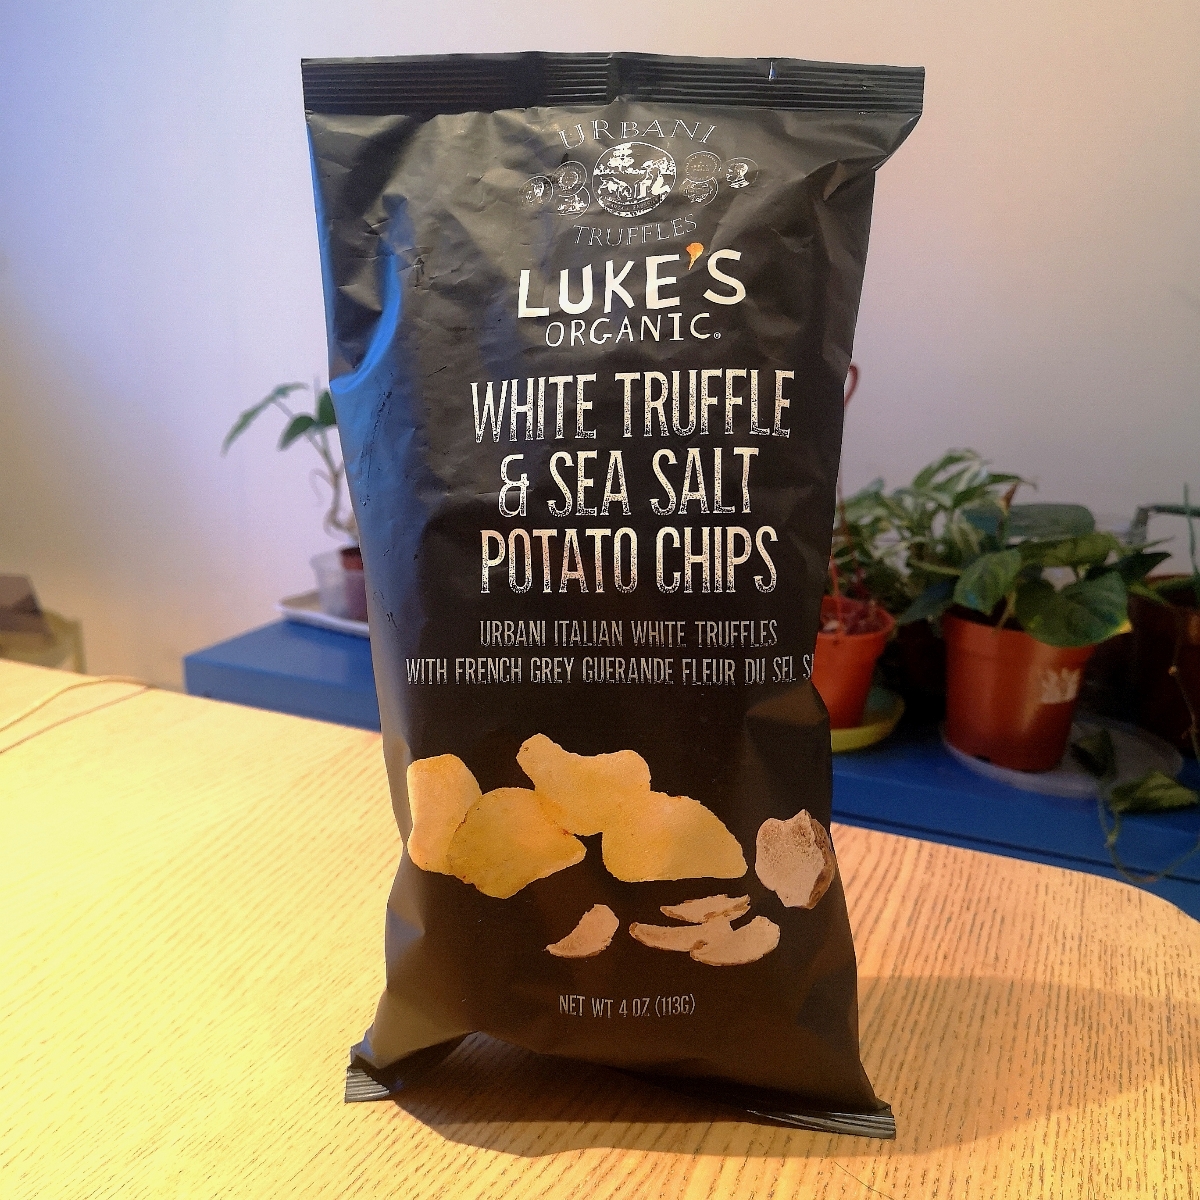 URBANI
TRUFFLES
LUKE'S
ORGANIC®
WHITE TRUFFLE
& SEA SALT
POTATO CHIPS
URBANI ITALIAN WHITE TRUFFLES
WITH FRENCH GREY GUERANDE FLEUR DU SEL
NET WT 4 OZ (113G)